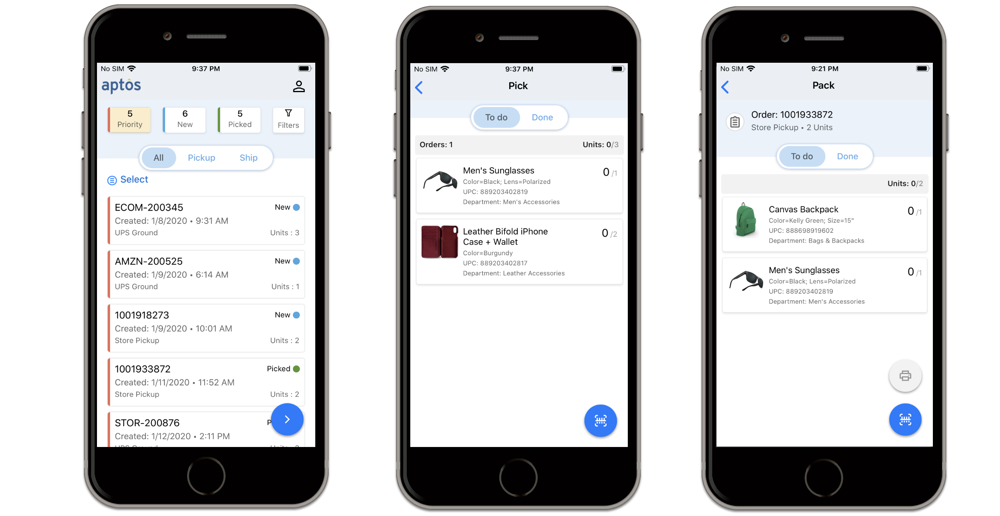 No SIM 9:37 PM
aptos
5 6 5
Priority New Picked Filters
All Pickup Ship
Select
ECOM-200345 New
Created: 1/8/2020 • 9:31 AM
UPS Ground Units : 3
AMZN-200525 New
Created: 1/9/2020 • 6:14 AM
UPS Ground Units : 1
1001918273 New
Created: 1/9/2020 • 10:01 AM
Store Pickup Units : 2
1001933872 Picked
Created: 1/11/2020 • 11:52 AM
Store Pickup Units : 2
STOR-200876 P
Created: 1/12/2020 • 2:11 PM
UPS Ground
No SIM 9:37 PM
Pick
To do Done
Orders: 1 Units: 0/3
Men's Sunglasses 0/1
Color=Black; Lens=Polarized
UPC: 889203402819
Department: Men's Accessories
Leather Bifold iPhone 0/2
Case + Wallet
Color=Burgundy
UPC: 889203402817
Department: Leather Accessories
No SIM 9:21 PM
Pack
Order: 1001933872
Store Pickup • 2 Units
To do Done
Units: 0/2
Canvas Backpack 0/1
Color=Kelly Green; Size=15"
UPC: 888698919602
Department: Bags & Backpacks
Men's Sunglasses 0/1
Color=Black; Lens=Polarized
UPC: 889203402819
Department: Men's Accessories